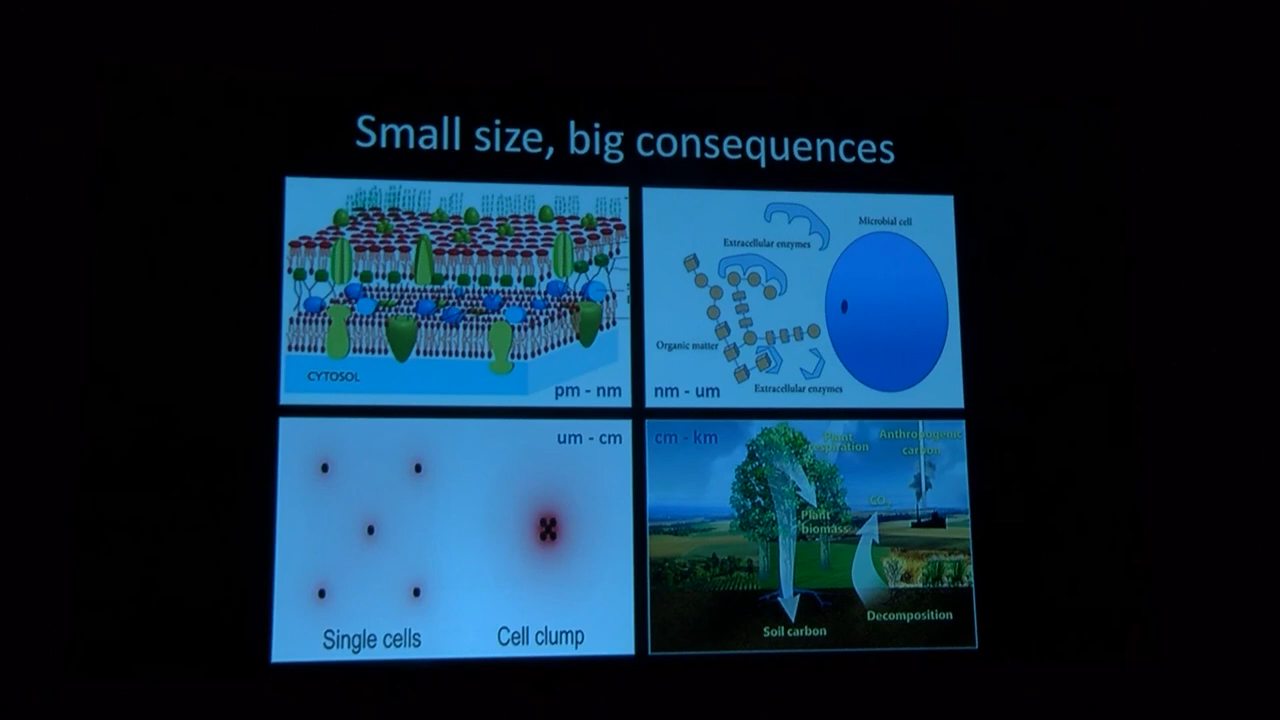 Small size, big consequences
CYTOSOL
pm - nm
Microbial cell
Extracellular enzymes
Organic matter
Extracellular enzymes
nm - um
um - cm
Single cells
Cell clump
cm - km
Plant
respiration
Anthropogenic
carbon
CO
Plant
biomass
Decomposition
Soil carbon